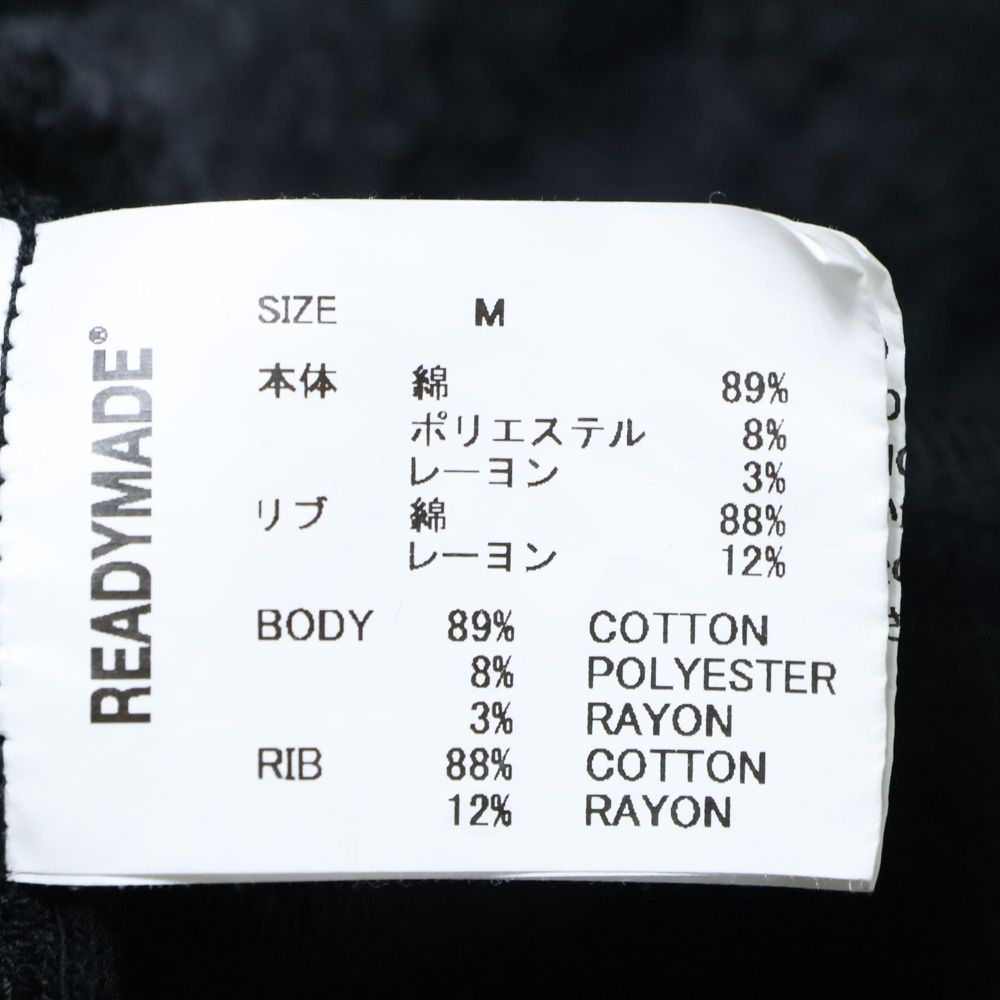 READYMADE®
SIZE M
本体 綿 89%
ポリエステル 8%
レーヨン 3%
リブ 綿 88%
レーヨン 12%
BODY 89% COTTON
8% POLYESTER
3% RAYON
RIB 88% COTTON
12% RAYON